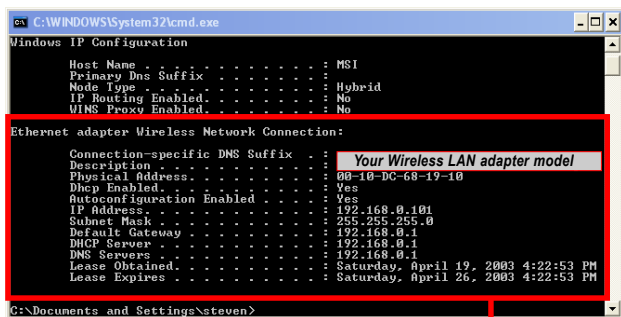 C:\WINDOWS\System32\cmd.exe
Windows IP Configuration
Host Name . . . . . . . . . . . . : MSI
Primary Dns Suffix  . . . . . . . :
Node Type . . . . . . . . . . . . : Hybrid
IP Routing Enabled. . . . . . . . : No
WINS Proxy Enabled. . . . . . . . : No
Ethernet adapter Wireless Network Connection:
Connection-specific DNS Suffix  . :
Description . . . . . . . . . . . : Your Wireless LAN adapter model
Physical Address. . . . . . . . . : 00-10-DC-68-19-10
Dhcp Enabled. . . . . . . . . . . : Yes
Autoconfiguration Enabled . . . . : Yes
IP Address. . . . . . . . . . . . : 192.168.0.101
Subnet Mask . . . . . . . . . . . : 255.255.255.0
Default Gateway . . . . . . . . . : 192.168.0.1
DHCP Server . . . . . . . . . . . : 192.168.0.1
DNS Servers . . . . . . . . . . . : 192.168.0.1
Lease Obtained. . . . . . . . . . : Saturday, April 19, 2003 4:22:53 PM
Lease Expires . . . . . . . . . . : Saturday, April 26, 2003 4:22:53 PM
C:\Documents and Settings\steven>